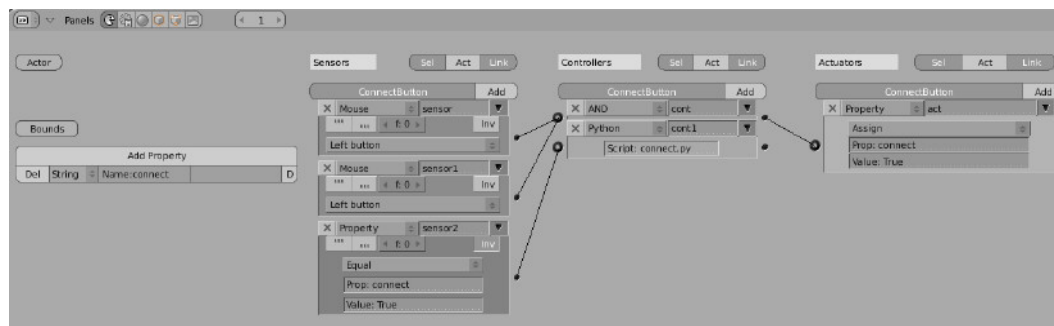 Panels 1
Actor
Bounds
Add Property
Del String Name:connect D
Sensors Sel Act Link
ConnectButton Add
Mouse sensor
f: 0 Inv
Left button
Mouse sensor1
f: 0 Inv
Left button
Property sensor2
f: 0 Inv
Equal
Prop: connect
Value: True
Controllers Sel Act Link
ConnectButton Add
AND cont
Python cont1
Script: connect.py
Actuators Sel Act Link
ConnectButton Add
Property act
Assign
Prop: connect
Value: True